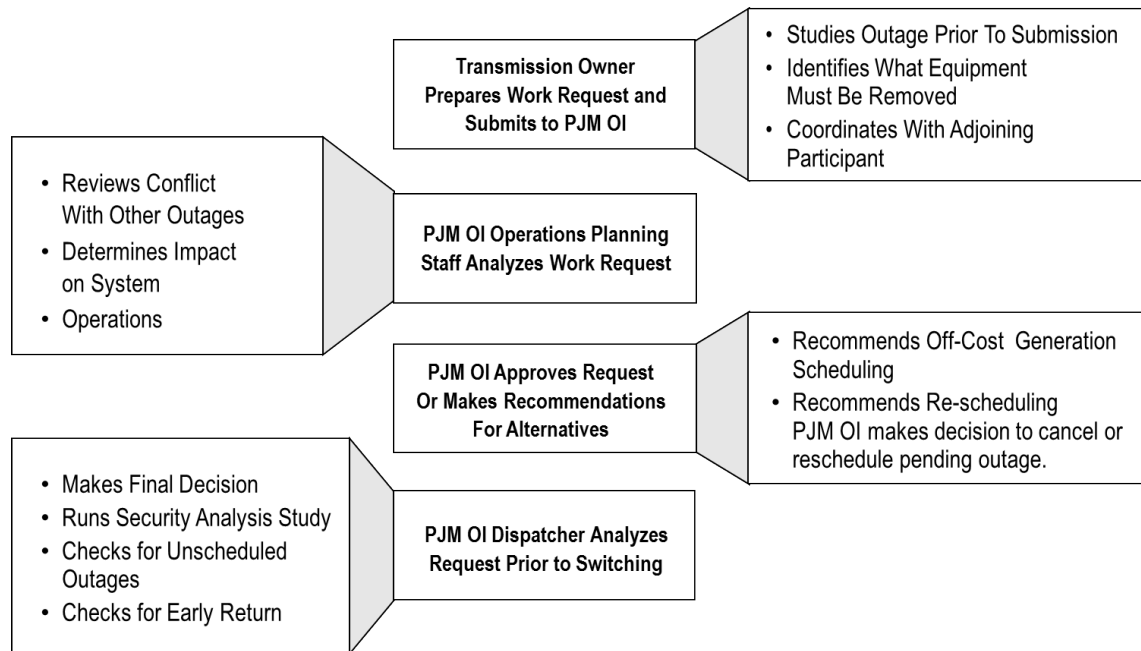 Transmission Owner
Prepares Work Request and
Submits to PJM OI
• Studies Outage Prior To Submission
• Identifies What Equipment
Must Be Removed
• Coordinates With Adjoining
Participant
• Reviews Conflict
With Other Outages
• Determines Impact
on System
• Operations
PJM OI Operations Planning
Staff Analyzes Work Request
PJM OI Approves Request
Or Makes Recommendations
For Alternatives
• Recommends Off-Cost Generation
Scheduling
• Recommends Re-scheduling
PJM OI makes decision to cancel or
reschedule pending outage.
• Makes Final Decision
• Runs Security Analysis Study
• Checks for Unscheduled
Outages
• Checks for Early Return
PJM OI Dispatcher Analyzes
Request Prior to Switching